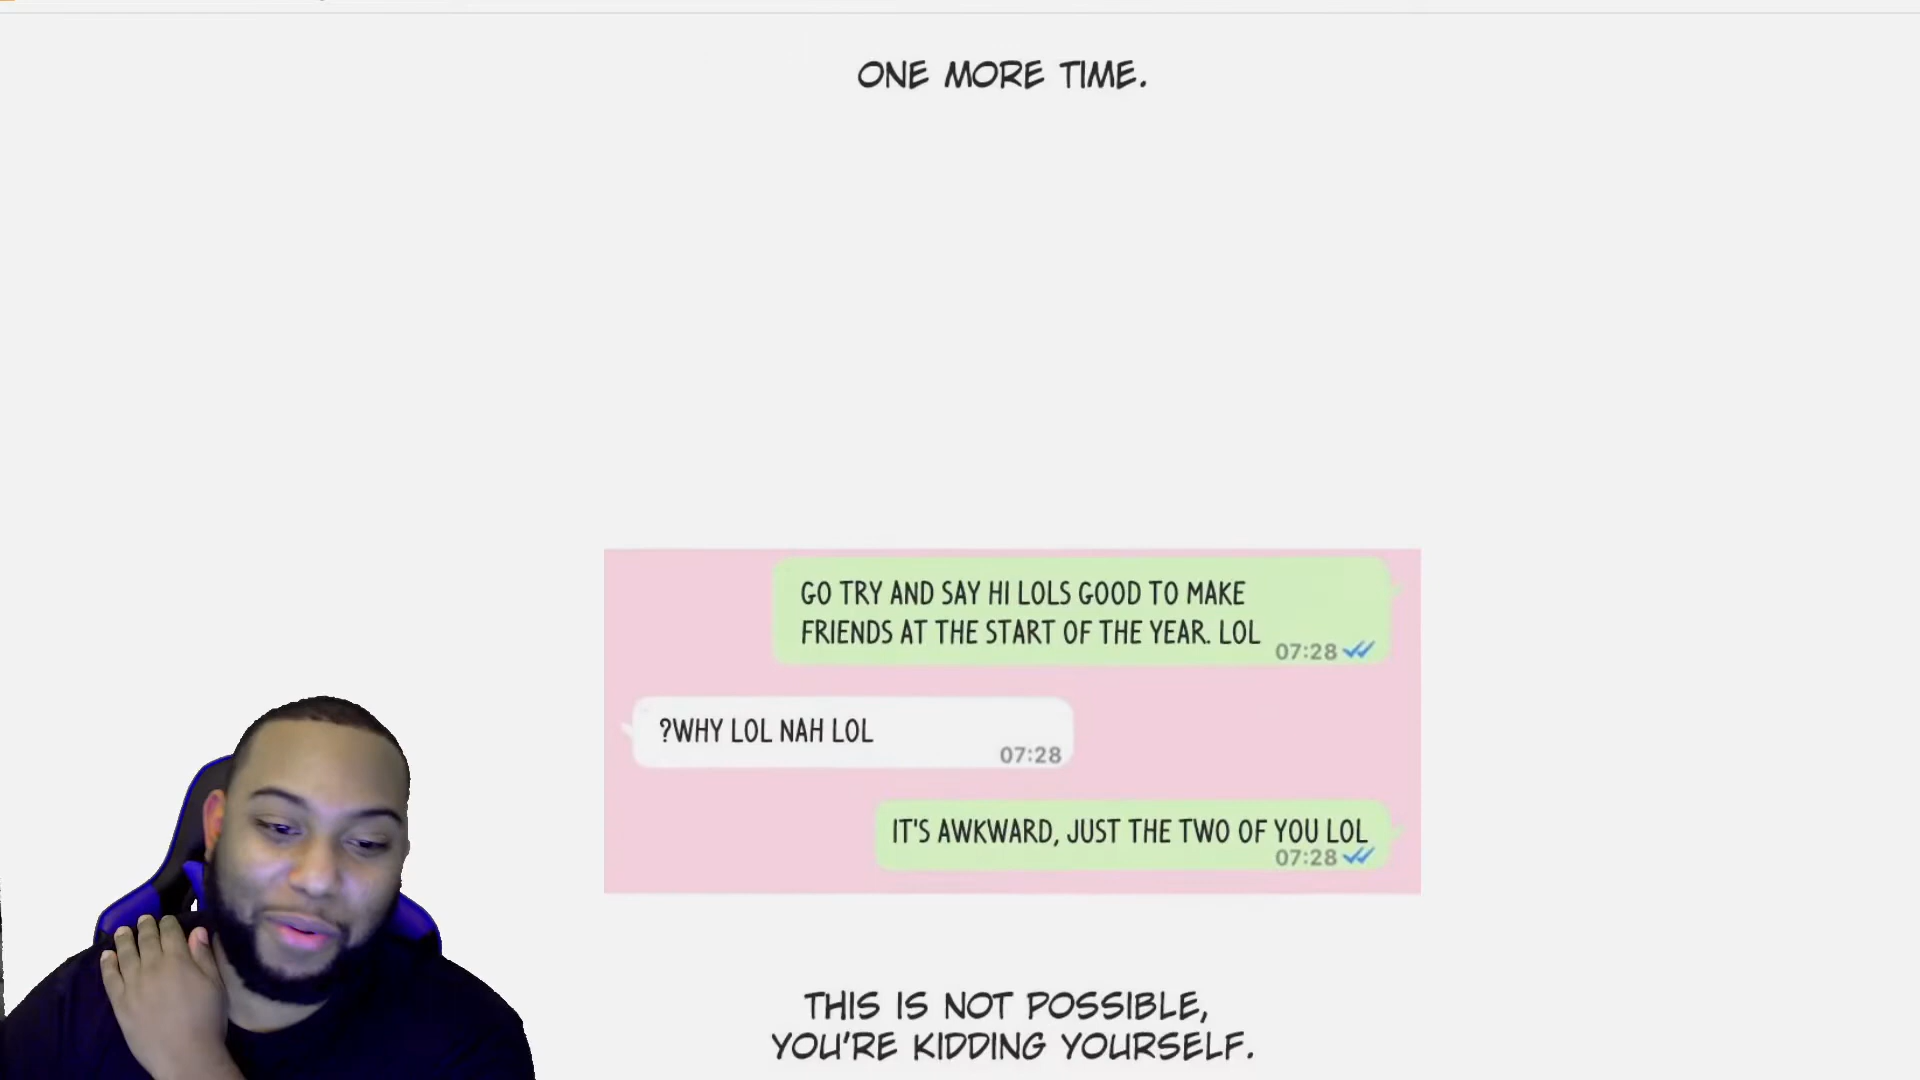 ONE MORE TIME.
GO TRY AND SAY HI LOLS GOOD TO MAKE
FRIENDS AT THE START OF THE YEAR. LOL
07:28
?WHY LOL NAH LOL
07:28
IT'S AWKWARD, JUST THE TWO OF YOU LOL
07:28
THIS IS NOT POSSIBLE,
YOU'RE KIDDING YOURSELF.